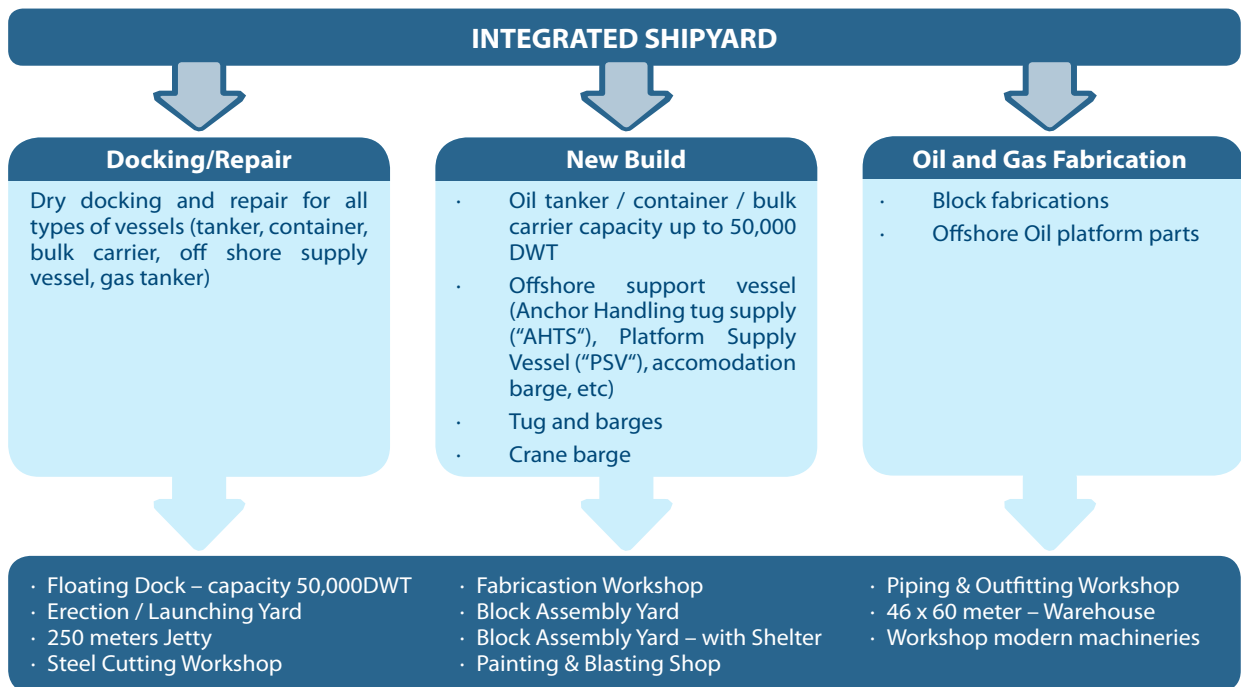 INTEGRATED SHIPYARD
Docking/Repair
Dry docking and repair for all
types of vessels (tanker, container,
bulk carrier, off shore supply
vessel, gas tanker)
New Build
· Oil tanker / container / bulk
carrier capacity up to 50,000
DWT
· Offshore support vessel
(Anchor Handling tug supply
(“AHTS“), Platform Supply
Vessel (“PSV“), accomodation
barge, etc)
· Tug and barges
· Crane barge
Oil and Gas Fabrication
· Block fabrications
· Offshore Oil platform parts
· Floating Dock – capacity 50,000DWT
· Erection / Launching Yard
· 250 meters Jetty
· Steel Cutting Workshop
· Fabricastion Workshop
· Block Assembly Yard
· Block Assembly Yard – with Shelter
· Painting & Blasting Shop
· Piping & Outfitting Workshop
· 46 x 60 meter – Warehouse
· Workshop modern machineries